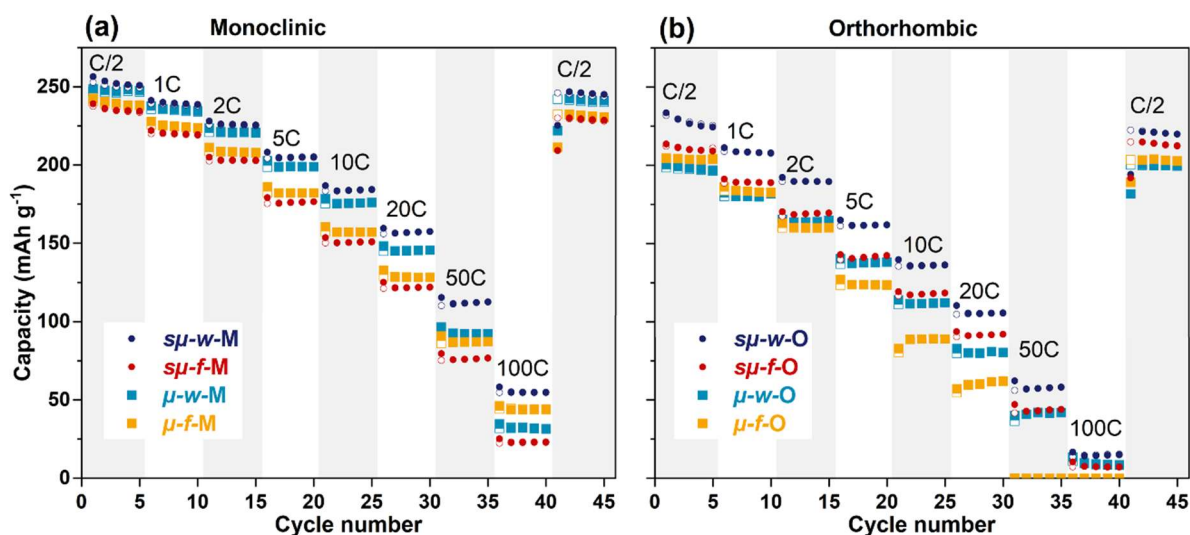 (a) Monoclinic
Capacity (mAh g⁻¹)
250
200
150
100
50
0
C/2
1C
2C
5C
10C
20C
50C
100C
C/2
sμ-w-M
sμ-f-M
μ-w-M
μ-f-M
0 5 10 15 20 25 30 35 40 45
Cycle number
(b) Orthorhombic
C/2
1C
2C
5C
10C
20C
50C
100C
C/2
sμ-w-O
sμ-f-O
μ-w-O
μ-f-O
0 5 10 15 20 25 30 35 40 45
Cycle number